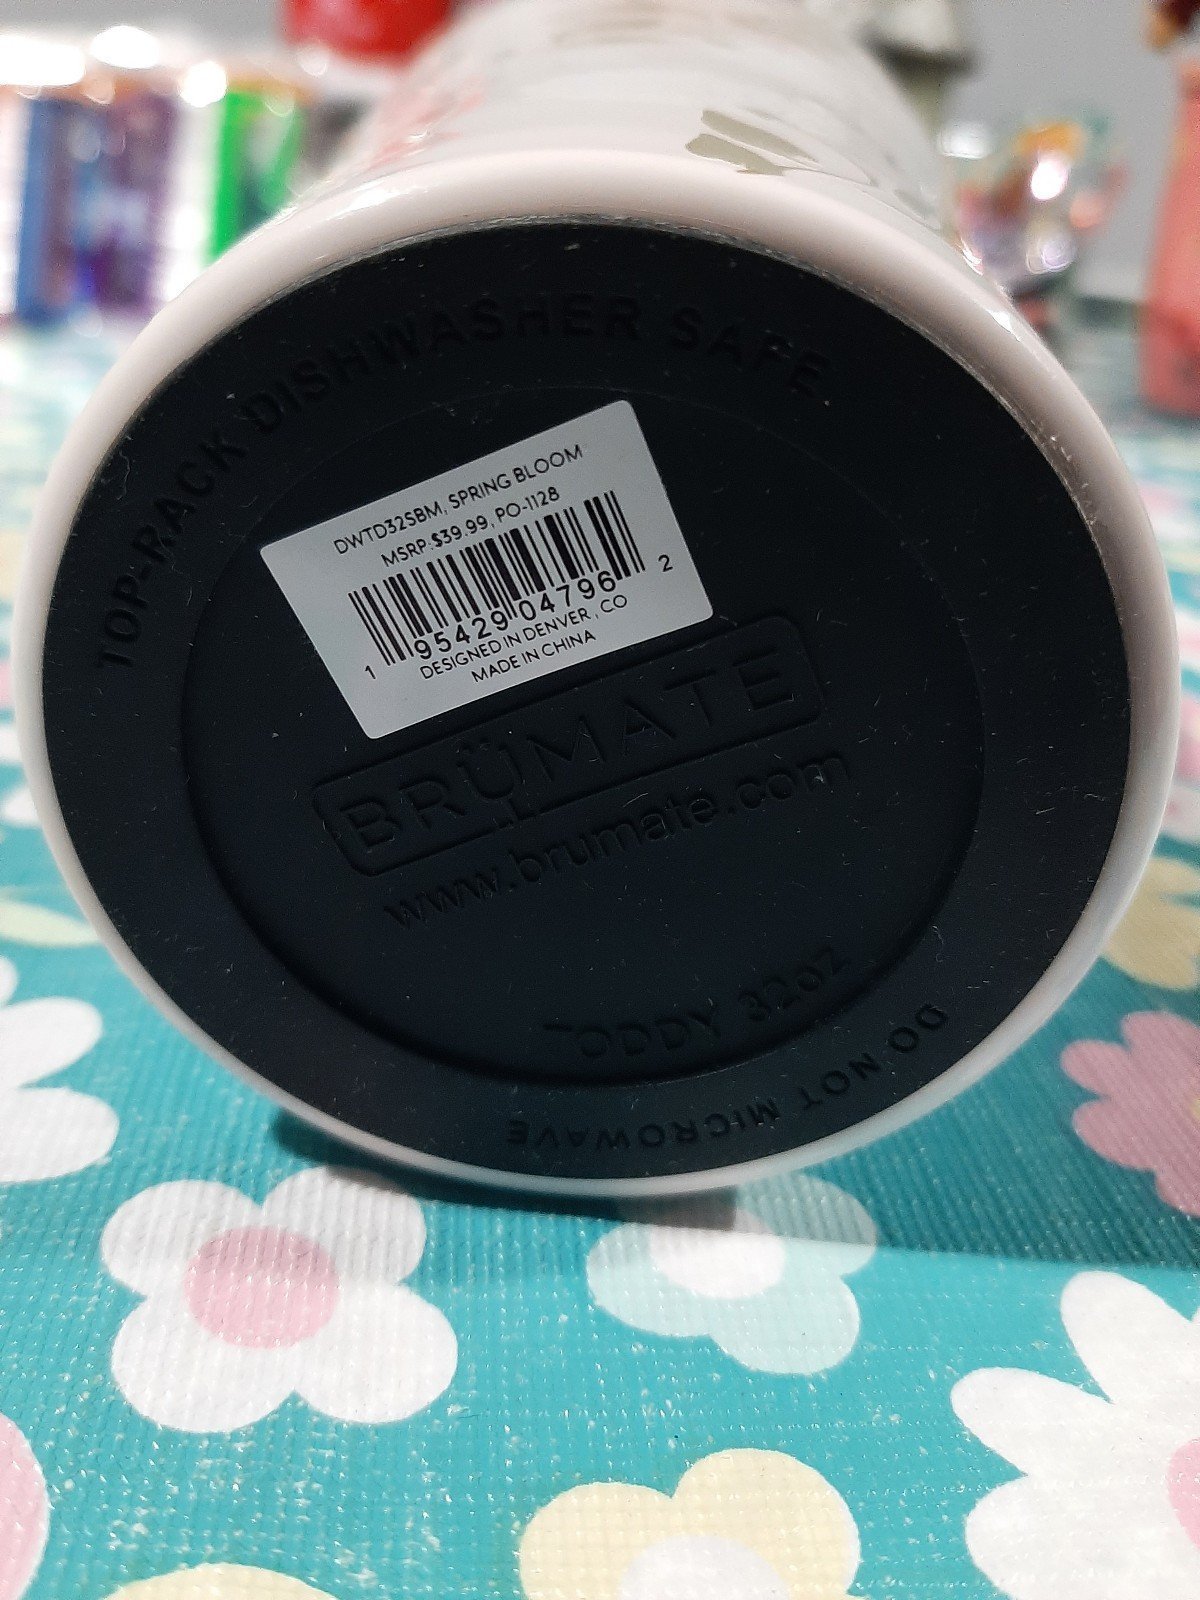 TOP-RACK DISHWASHER SAFE
DWTD32SBM, SPRING BLOOM
MSRP:$39.99, PO-1128
1 95429 04796 2
DESIGNED IN DENVER, CO
MADE IN CHINA
BRÜMATE
www.brumate.com
TODDY 32oz
DO NOT MICROWAVE